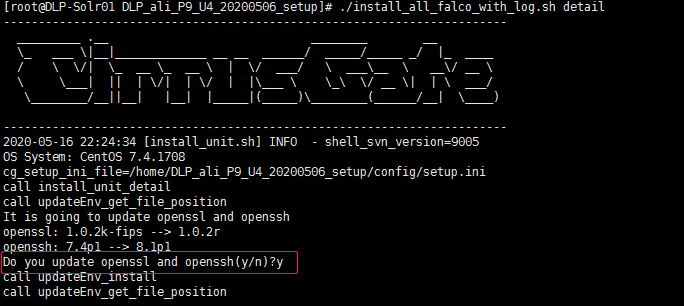 [root@DLP-Solr01 DLP_ali_P9_U4_20200506_setup]# ./install_all_falco_with_log.sh detail
--------------------------------------------------------------------------
CirrusGate
--------------------------------------------------------------------------
2020-05-16 22:24:34 [install_unit.sh] INFO  - shell_svn_version=9005
OS System: CentOS 7.4.1708
cg_setup_ini_file=/home/DLP_ali_P9_U4_20200506_setup/config/setup.ini
call install_unit_detail
call updateEnv_get_file_position
It is going to update openssl and openssh
openssl: 1.0.2k-fips --> 1.0.2r
openssh: 7.4p1 --> 8.1p1
Do you update openssl and openssh(y/n)?y
call updateEnv_install
call updateEnv_get_file_position